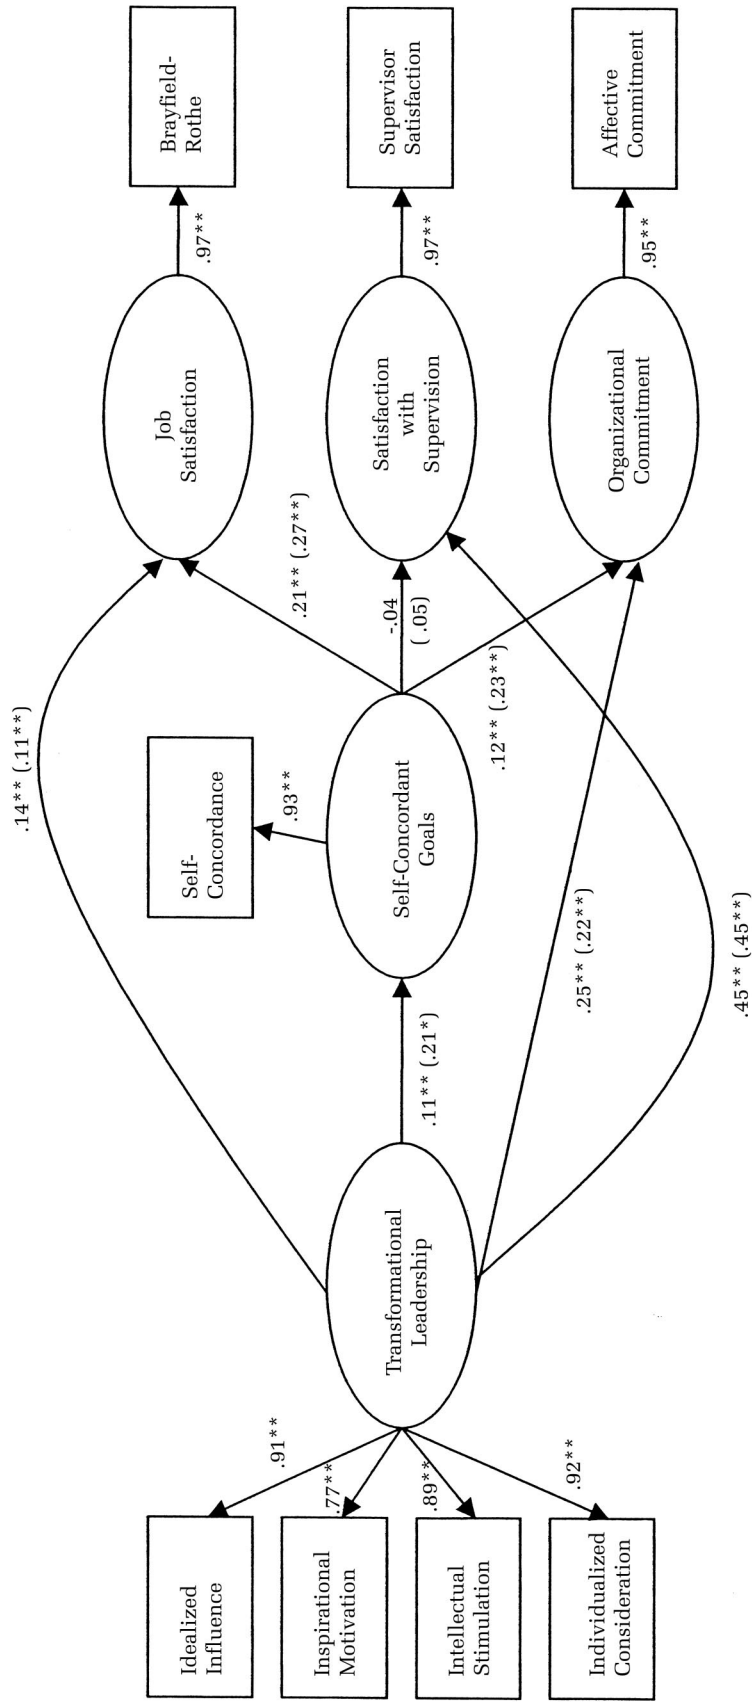 Idealized
Influence
Inspirational
Motivation
Intellectual
Stimulation
Individualized
Consideration
.91**
.77**
.89**
.92**
Transformational
Leadership
.14** (.11**)
.11** (.21*)
.25** (.22**)
.45** (.45**)
Self-
Concordance
.93**
Self-Concordant
Goals
.21** (.27**)
-.04
( .05)
.12** (.23**)
Job
Satisfaction
Satisfaction
with
Supervision
Organizational
Commitment
.97**
.97**
.95**
Brayfield-
Rothe
Supervisor
Satisfaction
Affective
Commitment